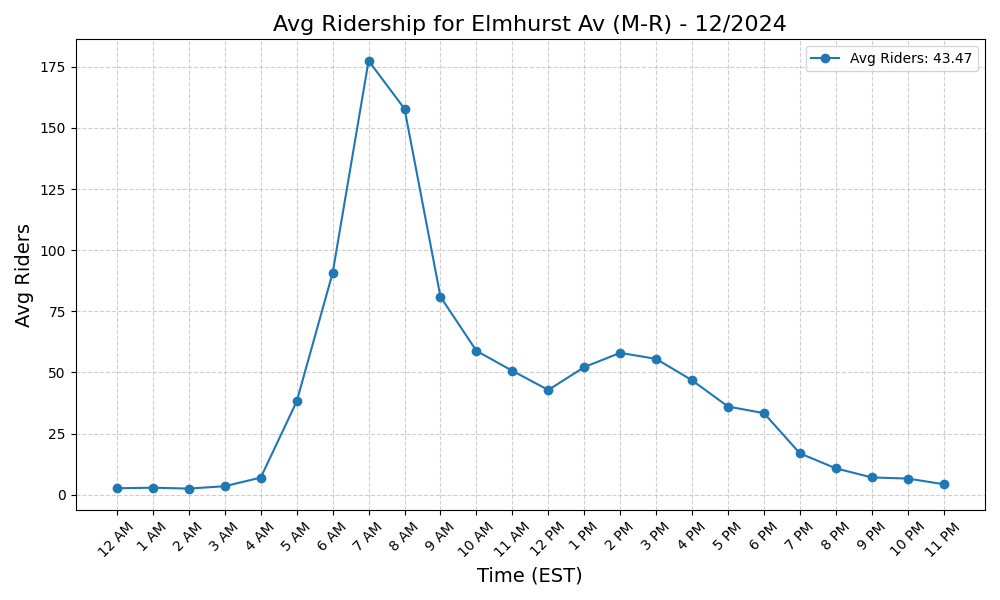 Avg Ridership for Elmhurst Av (M-R) - 12/2024
Avg Riders: 43.47
Avg Riders
175
150
125
100
75
50
25
0
12 AM
1 AM
2 AM
3 AM
4 AM
5 AM
6 AM
7 AM
8 AM
9 AM
10 AM
11 AM
12 PM
1 PM
2 PM
3 PM
4 PM
5 PM
6 PM
7 PM
8 PM
9 PM
10 PM
11 PM
Time (EST)